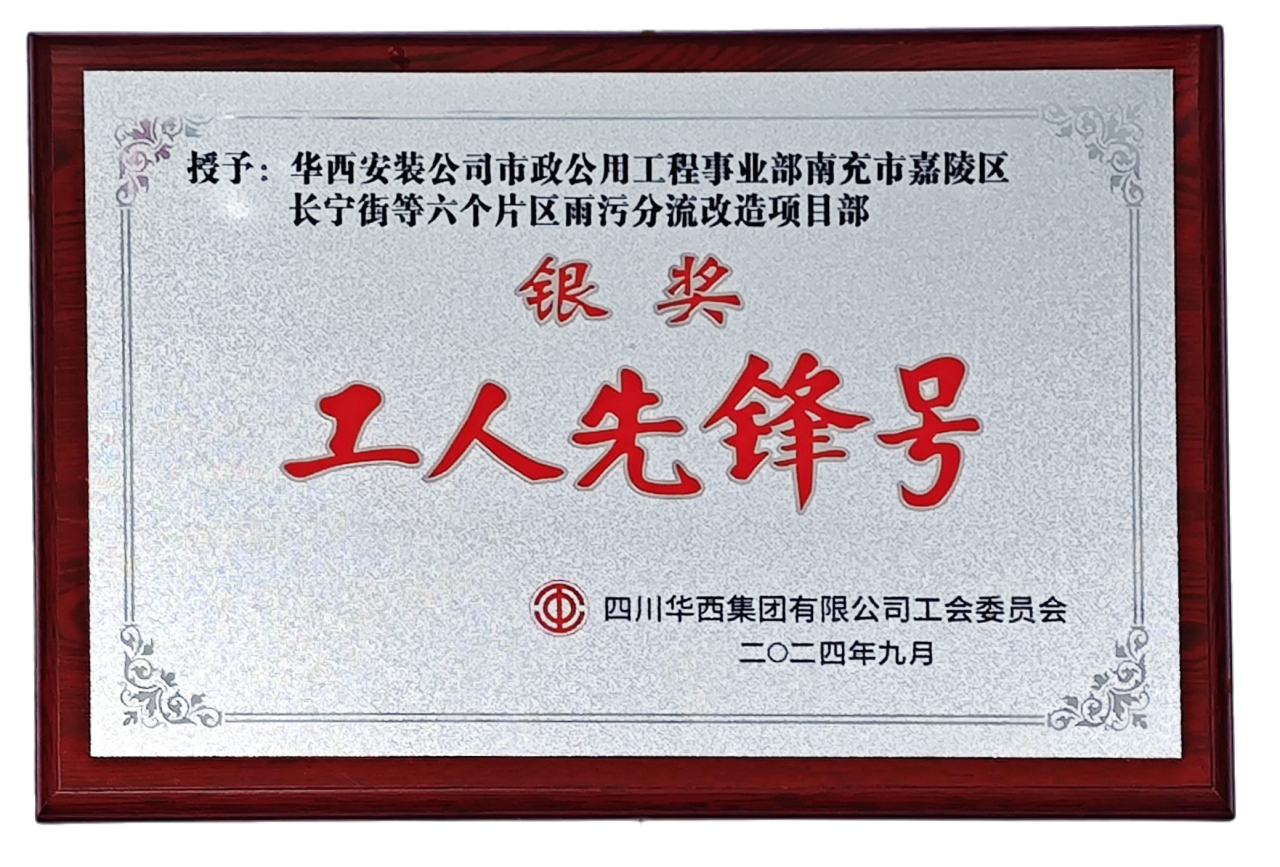 授予：华西安装公司市政公用工程事业部南充市嘉陵区
长宁街等六个片区雨污分流改造项目部
银 奖
工人先锋号
四川华西集团有限公司工会委员会
二〇二四年九月